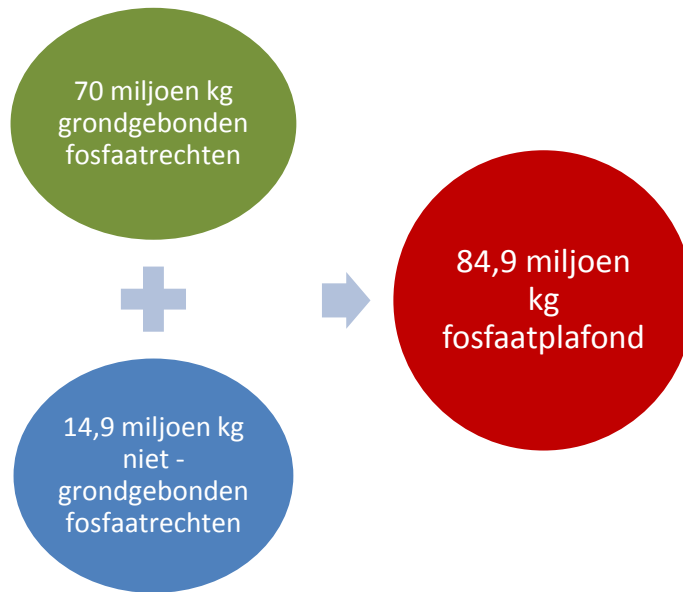 70 miljoen kg
grondgebonden
fosfaatrechten
14,9 miljoen kg
niet -
grondgebonden
fosfaatrechten
84,9 miljoen
kg
fosfaatplafond